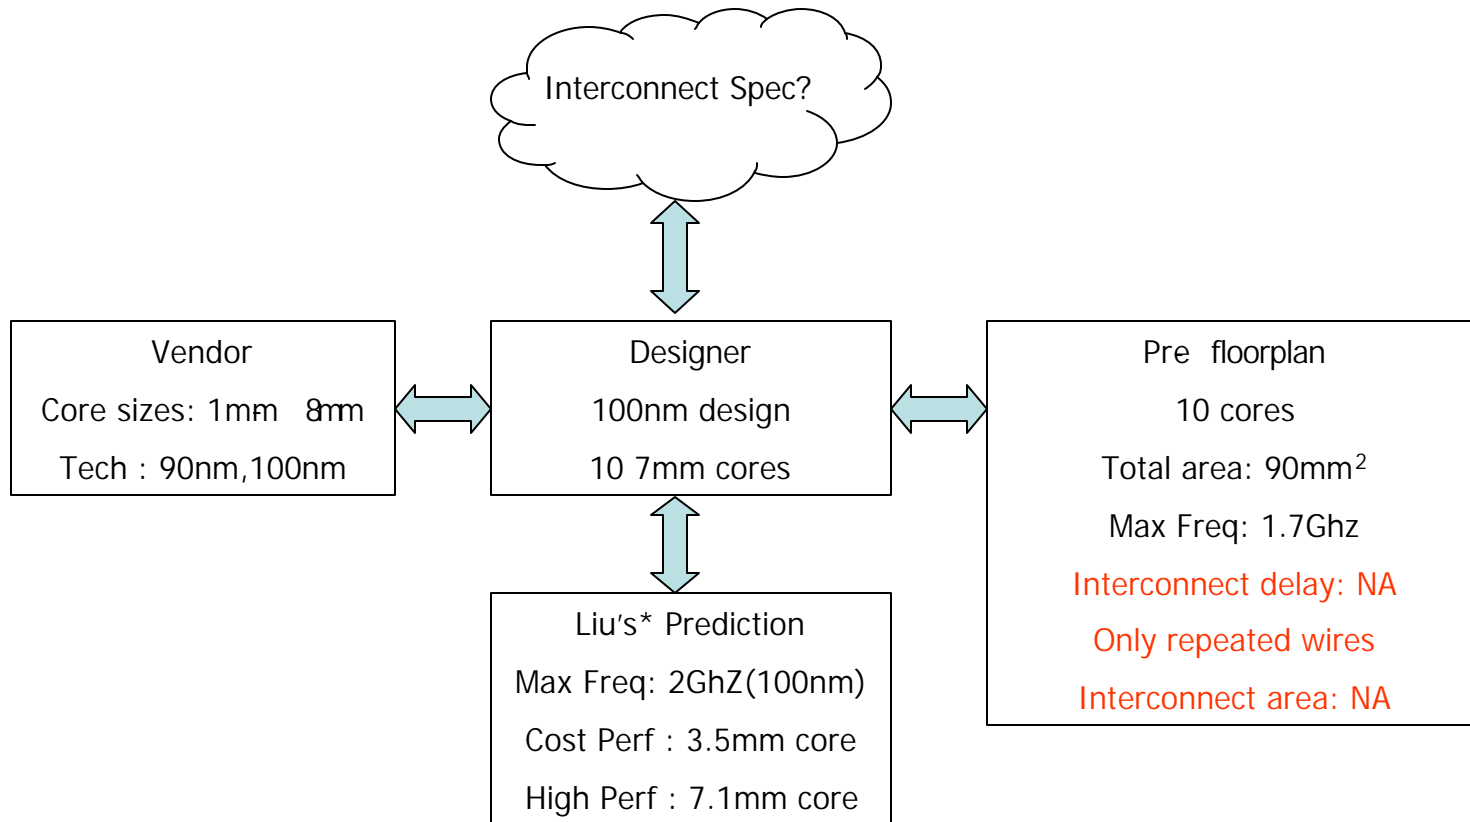 Interconnect Spec?
Vendor
Core sizes: 1mm- 8mm
Tech : 90nm,100nm
Designer
100nm design
10 7mm cores
Pre floorplan
10 cores
Total area: 90mm²
Max Freq: 1.7Ghz
Interconnect delay: NA
Only repeated wires
Interconnect area: NA
Liu's* Prediction
Max Freq: 2GhZ(100nm)
Cost Perf : 3.5mm core
High Perf : 7.1mm core